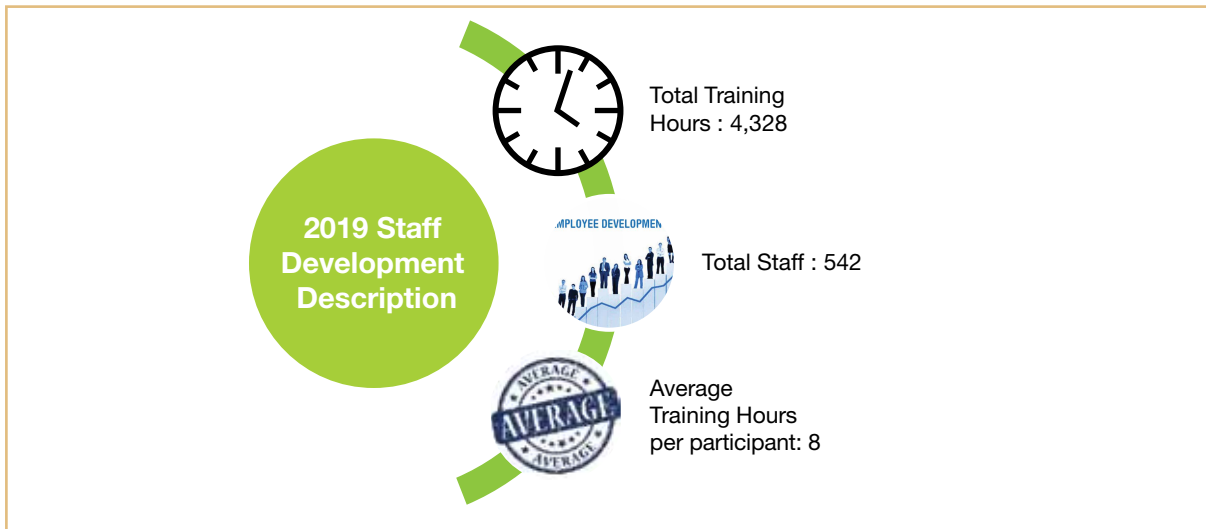 2019 Staff
Development
Description
Total Training
Hours : 4,328
MPLOYEE DEVELOPMEN
Total Staff : 542
AVERAGE
AVERAGE
AVERAGE
Average
Training Hours
per participant: 8